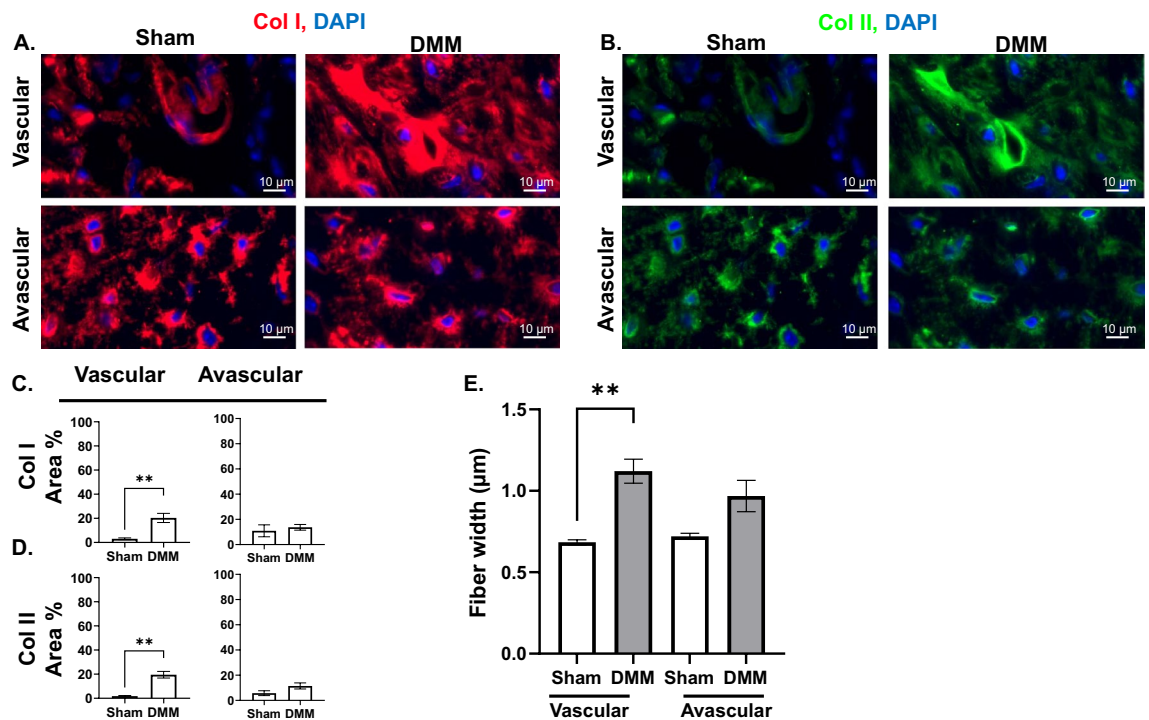 Col I, DAPI
A.
Sham
DMM
Vascular
10 µm
10 µm
Avascular
10 µm
10 µm
Col II, DAPI
B.
Sham
DMM
Vascular
10 µm
10 µm
Avascular
10 µm
10 µm
C.
Vascular
Avascular
Col I
Area %
100
80
60
40
20
0
**
Sham
DMM
100
80
60
40
20
0
Sham
DMM
D.
Col II
Area %
100
80
60
40
20
0
**
Sham
DMM
100
80
60
40
20
0
Sham
DMM
E.
Fiber width (µm)
1.5
1.0
0.5
0.0
**
Sham
DMM
Sham
DMM
Vascular
Avascular